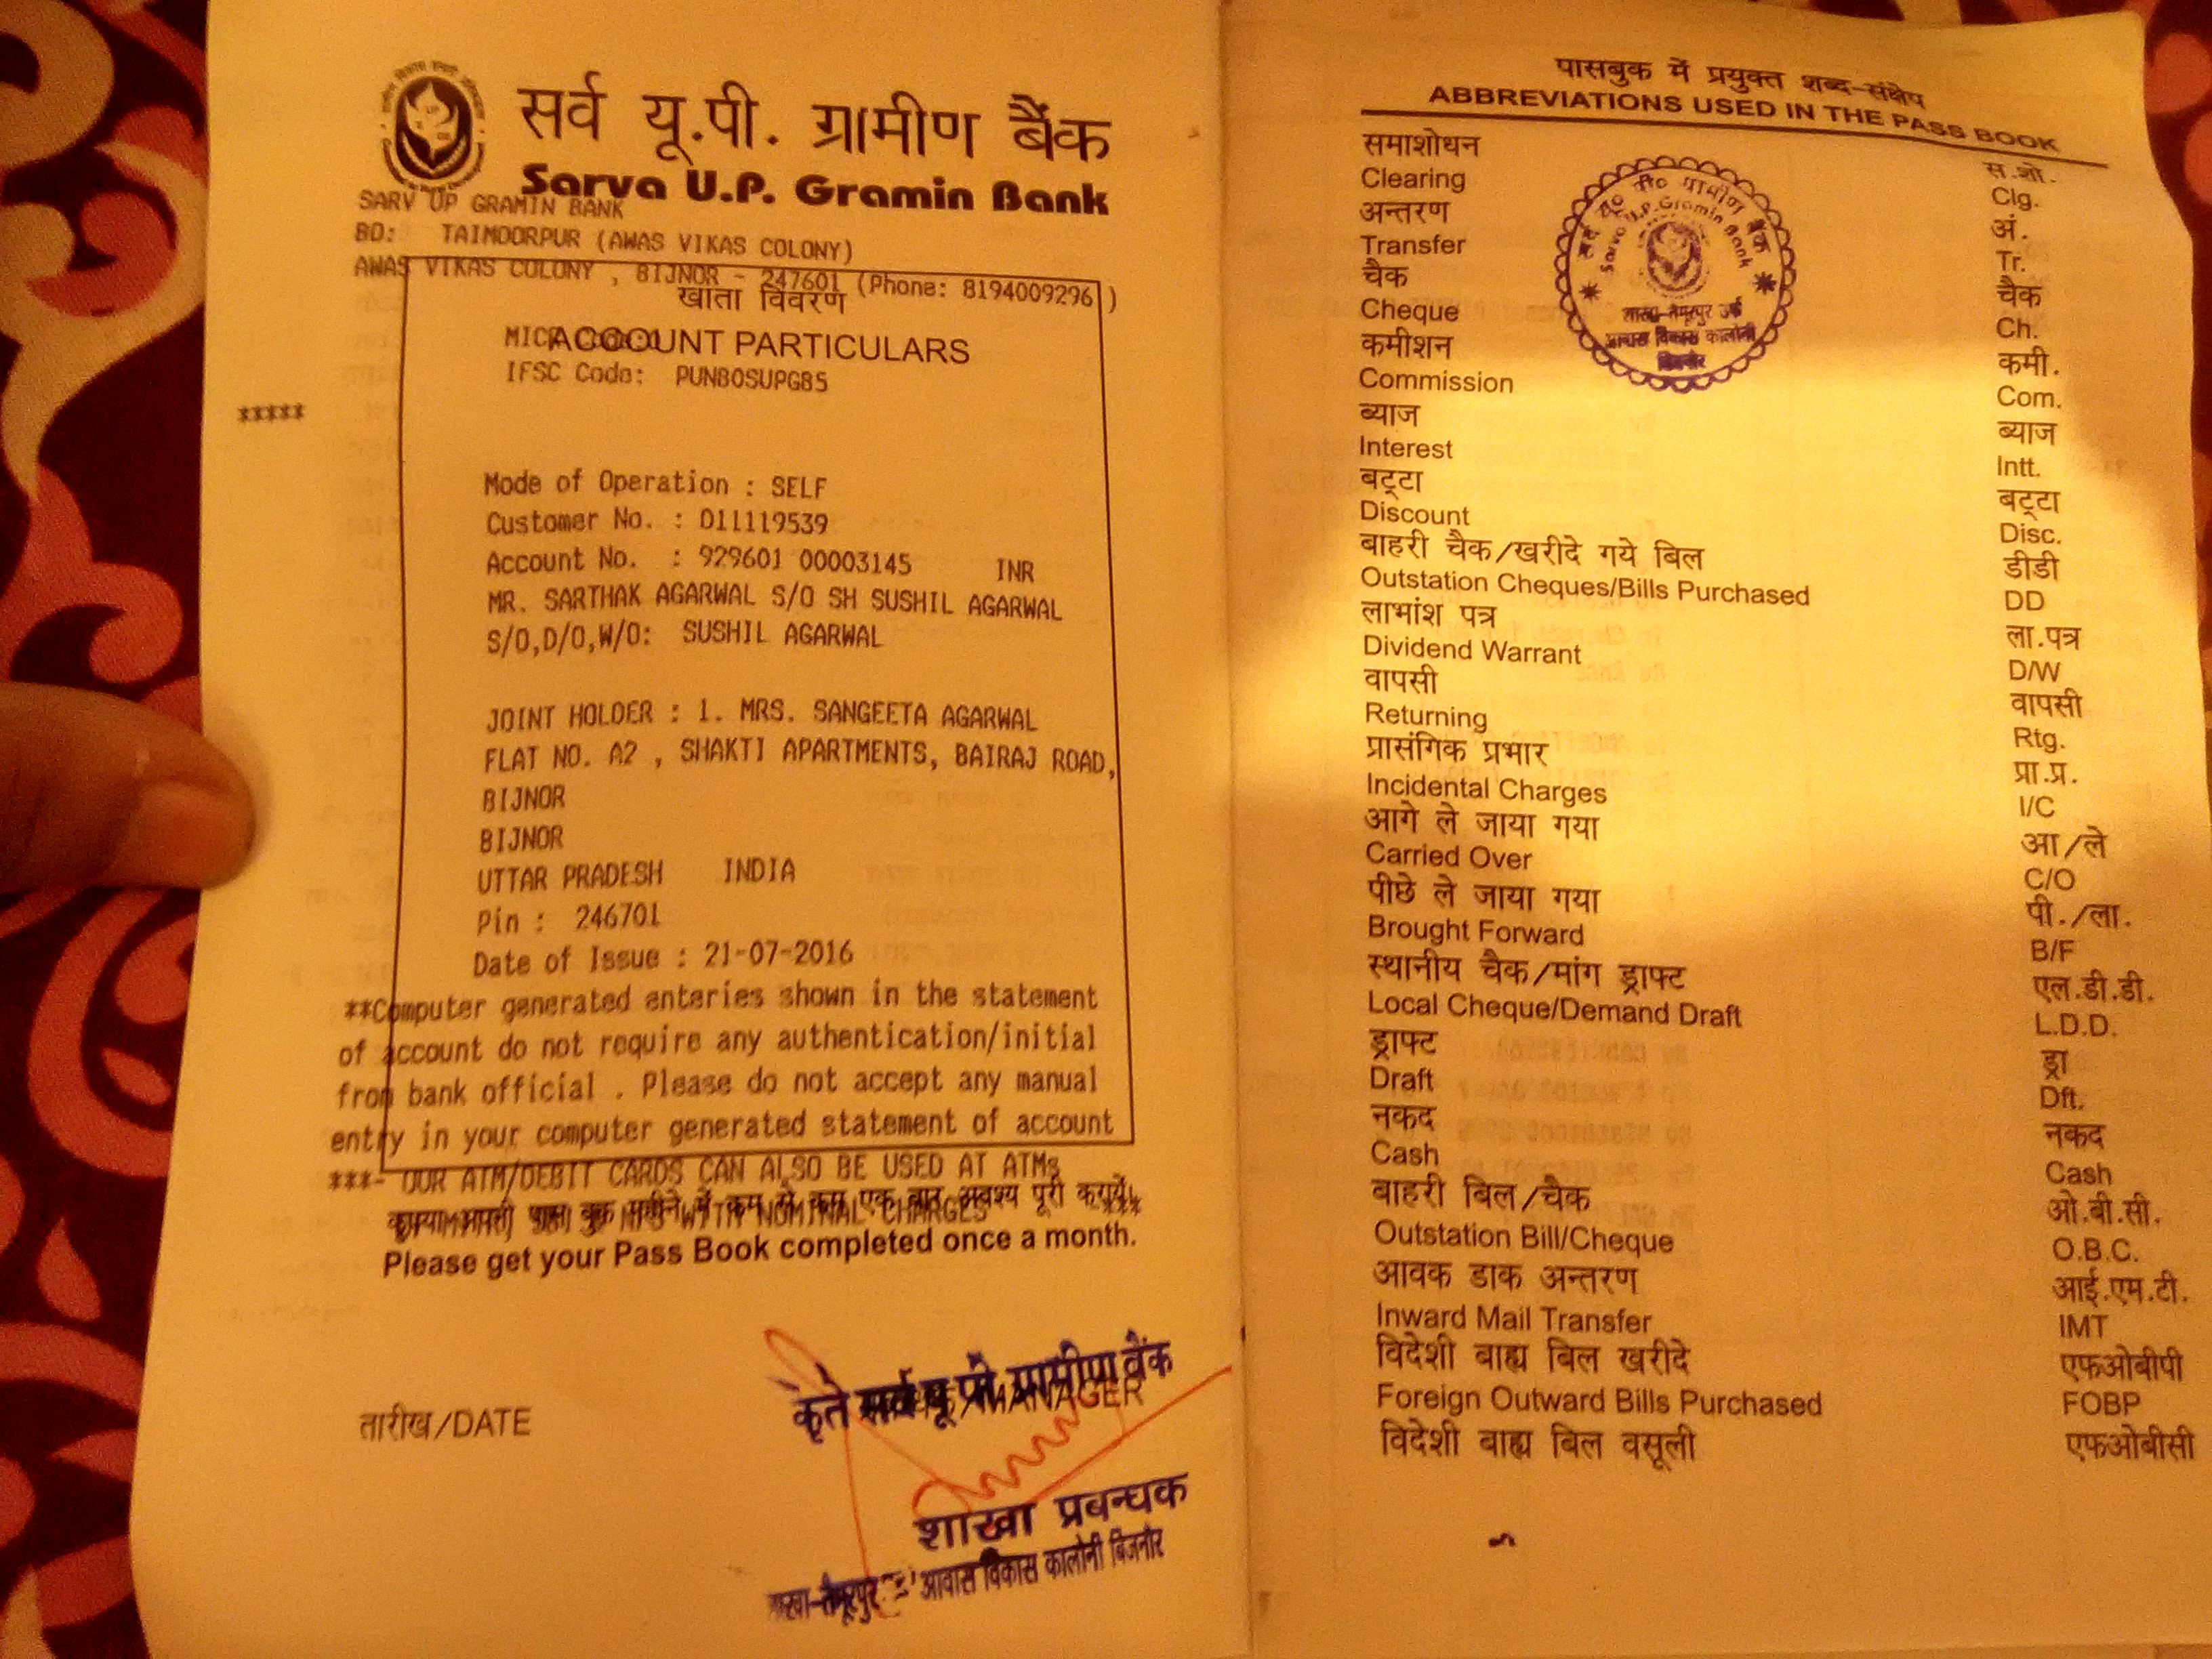 सर्व यू.पी. ग्रामीण बैंक
Sarva U.P. Gramin Bank
SARV UP GRAMIN BANK
BO: TAIMOORPUR (AWAS VIKAS COLONY)
AWAS VIKAS COLONY , BIJNOR - 247601 (Phone: 8194009296 )
खाता विवरण
ACCOUNT PARTICULARS
IFSC Code: PUNB0SUPGB5
*****
Mode of Operation : SELF
Customer No. : D11119539
Account No. : 929601 00003145 INR
MR. SARTHAK AGARWAL S/O SH SUSHIL AGARWAL
S/O,D/O,W/O: SUSHIL AGARWAL
JOINT HOLDER : 1. MRS. SANGEETA AGARWAL
FLAT NO. A2 , SHAKTI APARTMENTS, BAIRAJ ROAD,
BIJNOR
BIJNOR
UTTAR PRADESH INDIA
Pin : 246701
Date of Issue : 21-07-2016
**Computer generated enteries shown in the statement
of account do not require any authentication/initial
from bank official . Please do not accept any manual
entry in your computer generated statement of account
***- OUR ATM/DEBIT CARDS CAN ALSO BE USED AT ATMs
WITH NOMINAL CHARGES
कृपया अपनी पास बुक महीने में कम से कम एक बार अवश्य पूरी करायें।
Please get your Pass Book completed once a month.
कृते सर्व यू पी ग्रामीण बैंक
MANAGER
तारीख/DATE
शाखा प्रबन्धक
आवास विकास कालोनी बिजनौर
पासबुक में प्रयुक्त शब्द-संक्षेप
ABBREVIATIONS USED IN THE PASS BOOK
समाशोधन स.शो.
Clearing Clg.
अन्तरण अं.
Transfer Tr.
चैक चैक
Cheque Ch.
कमीशन कमी.
Commission Com.
ब्याज ब्याज
Interest Intt.
बट्टा बट्टा
Discount Disc.
बाहरी चैक/खरीदे गये बिल डीडी
Outstation Cheques/Bills Purchased DD
लाभांश पत्र ला.पत्र
Dividend Warrant D/W
वापसी वापसी
Returning Rtg.
प्रासंगिक प्रभार प्रा.प्र.
Incidental Charges I/C
आगे ले जाया गया आ/ले
Carried Over C/O
पीछे ले जाया गया पी./ला.
Brought Forward B/F
स्थानीय चैक/मांग ड्राफ्ट एल.डी.डी.
Local Cheque/Demand Draft L.D.D.
ड्राफ्ट ड्रा
Draft Dft.
नकद नकद
Cash Cash
बाहरी बिल/चैक ओ.बी.सी.
Outstation Bill/Cheque O.B.C.
आवक डाक अन्तरण आई.एम.टी.
Inward Mail Transfer IMT
विदेशी बाह्य बिल खरीदे एफओबीपी
Foreign Outward Bills Purchased FOBP
विदेशी बाह्य बिल वसूली एफओबीसी
Sarva U.P. Gramin Bank
आवास विकास कालोनी
बिजनौर